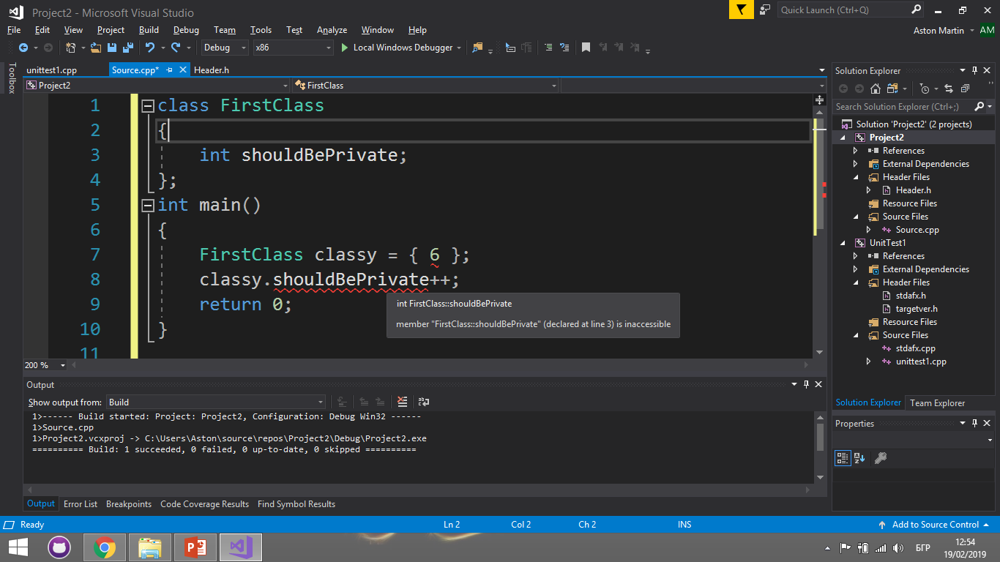 Project2 - Microsoft Visual Studio
Quick Launch (Ctrl+Q)
File Edit View Project Build Debug Team Tools Test Analyze Window Help
Aston Martin AM
Debug x86 Local Windows Debugger
Toolbox
unittest1.cpp Source.cpp* Header.h
Project2 FirstClass
1 class FirstClass
2 {
3 int shouldBePrivate;
4 };
5 int main()
6 {
7 FirstClass classy = { 6 };
8 classy.shouldBePrivate++;
9 return 0;
10 }
11
int FirstClass::shouldBePrivate
member "FirstClass::shouldBePrivate" (declared at line 3) is inaccessible
200 %
Output
Show output from: Build
1>------ Build started: Project: Project2, Configuration: Debug Win32 ------
1>Source.cpp
1>Project2.vcxproj -> C:\Users\Aston\source\repos\Project2\Debug\Project2.exe
========== Build: 1 succeeded, 0 failed, 0 up-to-date, 0 skipped ==========
Output Error List Breakpoints Code Coverage Results Find Symbol Results
Solution Explorer
Search Solution Explorer (Ctrl+;)
Solution 'Project2' (2 projects)
Project2
References
External Dependencies
Header Files
Header.h
Resource Files
Source Files
Source.cpp
UnitTest1
References
External Dependencies
Header Files
stdafx.h
targetver.h
Resource Files
Source Files
stdafx.cpp
unittest1.cpp
Solution Explorer Team Explorer
Properties
Ready Ln 2 Col 2 Ch 2 INS Add to Source Control
БГР
12:54
19/02/2019